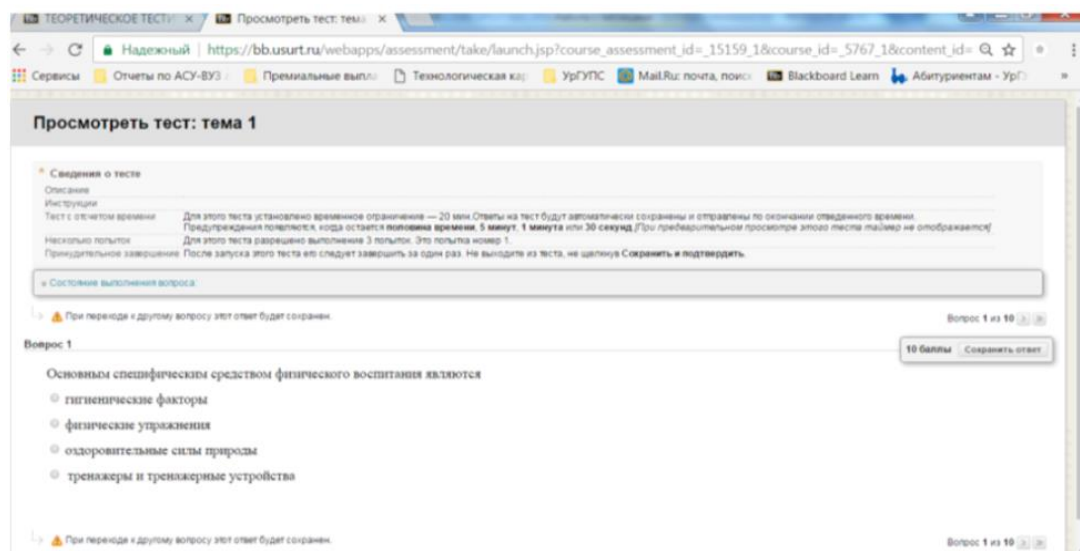 ТЕОРЕТИЧЕСКОЕ ТЕСТИ × Просмотреть тест: тема ×
Надежный | https://bb.usurt.ru/webapps/assessment/take/launch.jsp?course_assessment_id=_15159_1&course_id=_5767_1&content_id=
Сервисы Отчеты по АСУ-ВУЗ Премиальные выпл Технологическая кар УрГУПС Mail.Ru: почта, поиск Blackboard Learn Абитуриентам - УрГ »
Просмотреть тест: тема 1
* Сведения о тесте
Описание
Инструкции
Тест с отсчетом времени Для этого теста установлено временное ограничение — 20 мин.Ответы на тест будут автоматически сохранены и отправлены по окончании отведенного времени.
Предупреждения появляются, когда остается половина времени, 5 минут, 1 минута или 30 секунд.[При предварительном просмотре этого теста таймер не отображается]
Несколько попыток Для этого теста разрешено выполнение 3 попыток. Это попытка номер 1.
Принудительное завершение После запуска этого теста его следует завершить за один раз. Не выходите из теста, не щелкнув Сохранить и подтвердить.
Состояние выполнения вопроса:
При переходе к другому вопросу этот ответ будет сохранен.
Вопрос 1 из 10 > »
Вопрос 1
10 баллы Сохранить ответ
Основным специфическим средством физического воспитания являются
гигиенические факторы
физические упражнения
оздоровительные силы природы
тренажеры и тренажерные устройства
При переходе к другому вопросу этот ответ будет сохранен.
Вопрос 1 из 10 > »